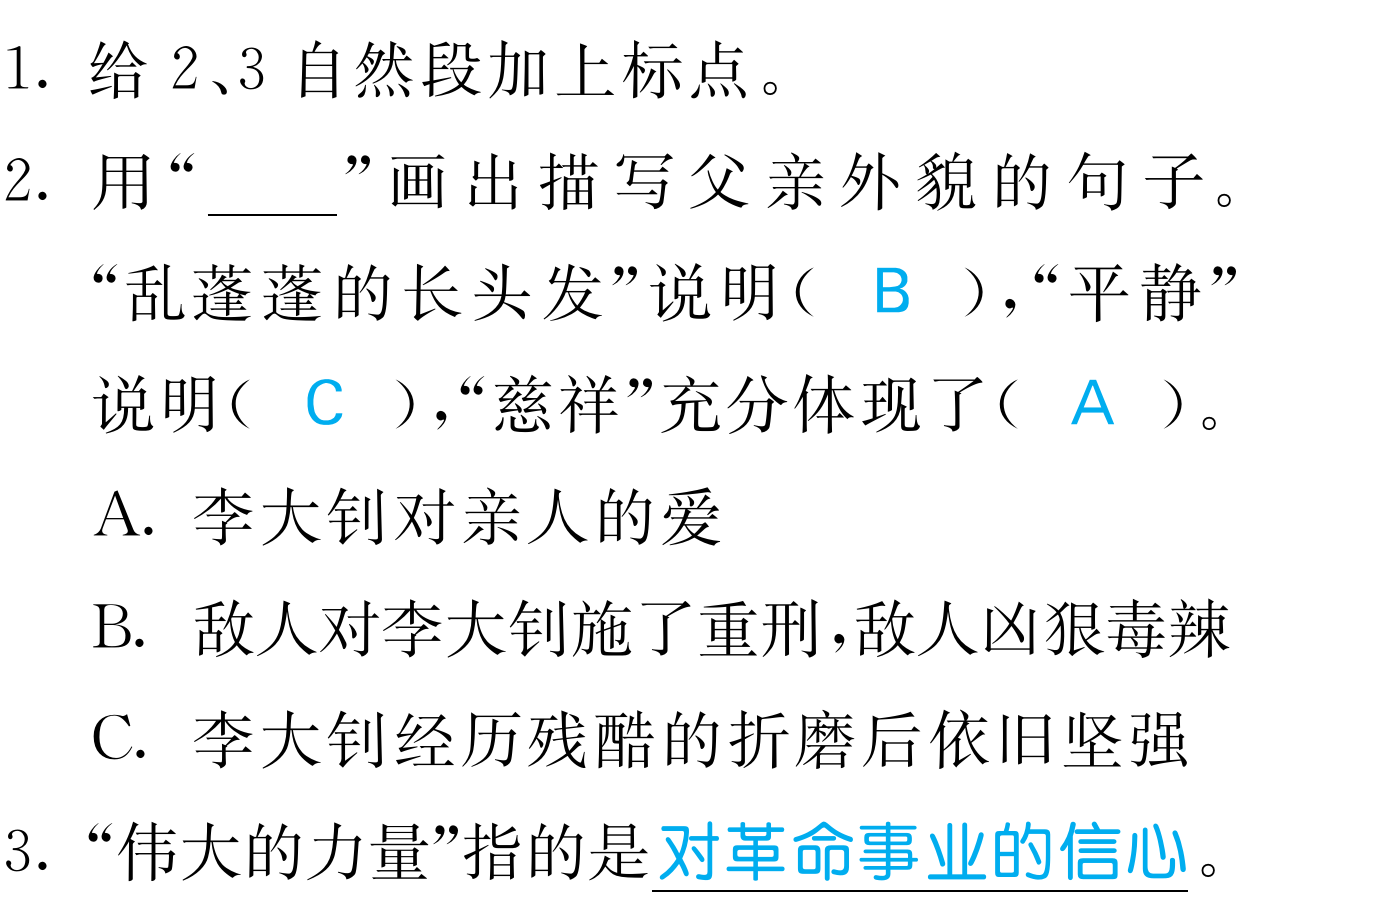 1. 给 2、3 自然段加上标点。
2. 用“____”画出描写父亲外貌的句子。
“乱蓬蓬的长头发”说明( B ),“平静”
说明( C ),“慈祥”充分体现了( A )。
A. 李大钊对亲人的爱
B. 敌人对李大钊施了重刑,敌人凶狠毒辣
C. 李大钊经历残酷的折磨后依旧坚强
3. “伟大的力量”指的是对革命事业的信心。